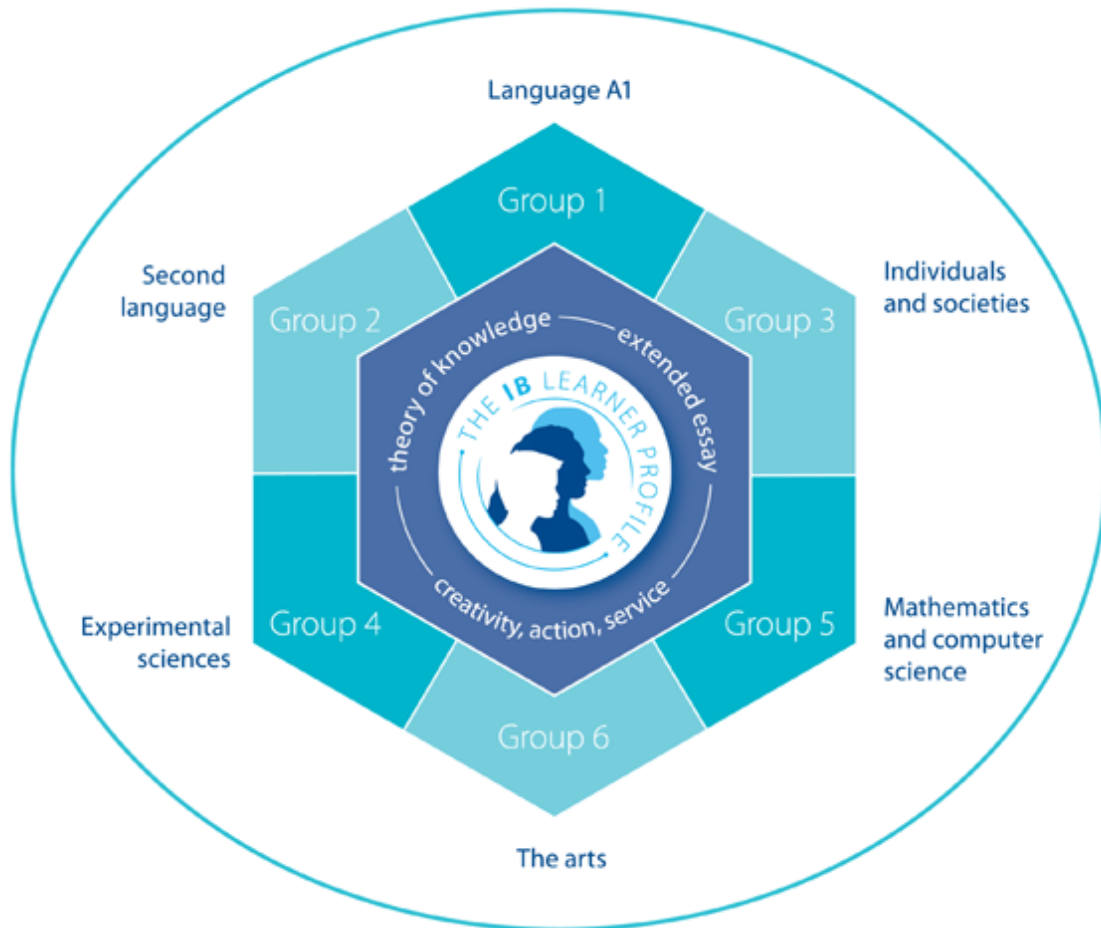 Language A1
Group 1
Second
language
Group 2
Individuals
and societies
Group 3
theory of knowledge
extended essay
THE IB LEARNER PROFILE
creativity, action, service
Experimental
sciences
Group 4
Mathematics
and computer
science
Group 5
Group 6
The arts